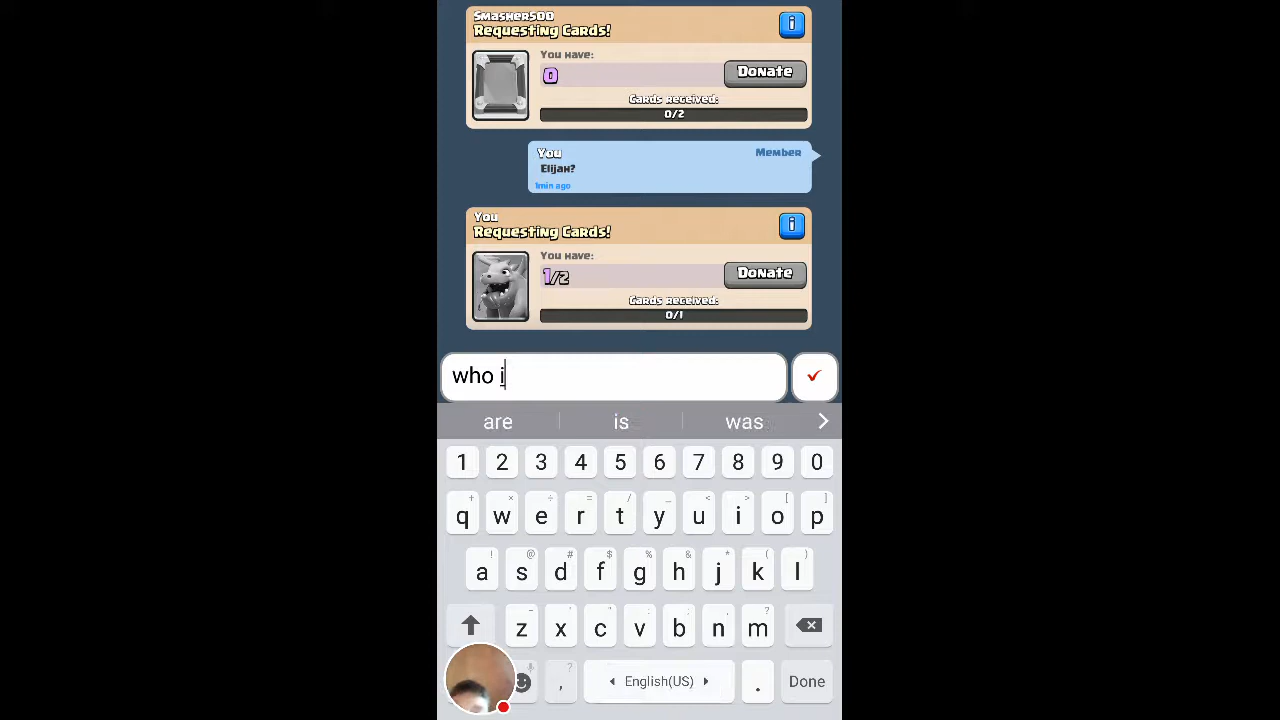 Smasher500
Requesting Cards!
i
You have:
0
Donate
Cards received:
0/2
You
Member
Elijah?
1min ago
You
Requesting Cards!
i
You have:
1/2
Donate
Cards received:
0/1
who i
are is was
1 2 3 4 5 6 7 8 9 0
+ × ÷ = / _ < > [ ]
q w e r t y u i o p
! @ # $ % & * ( )
a s d f g h j k l
- ' " : ; , ?
z x c v b n m
, ? English(US) . Done